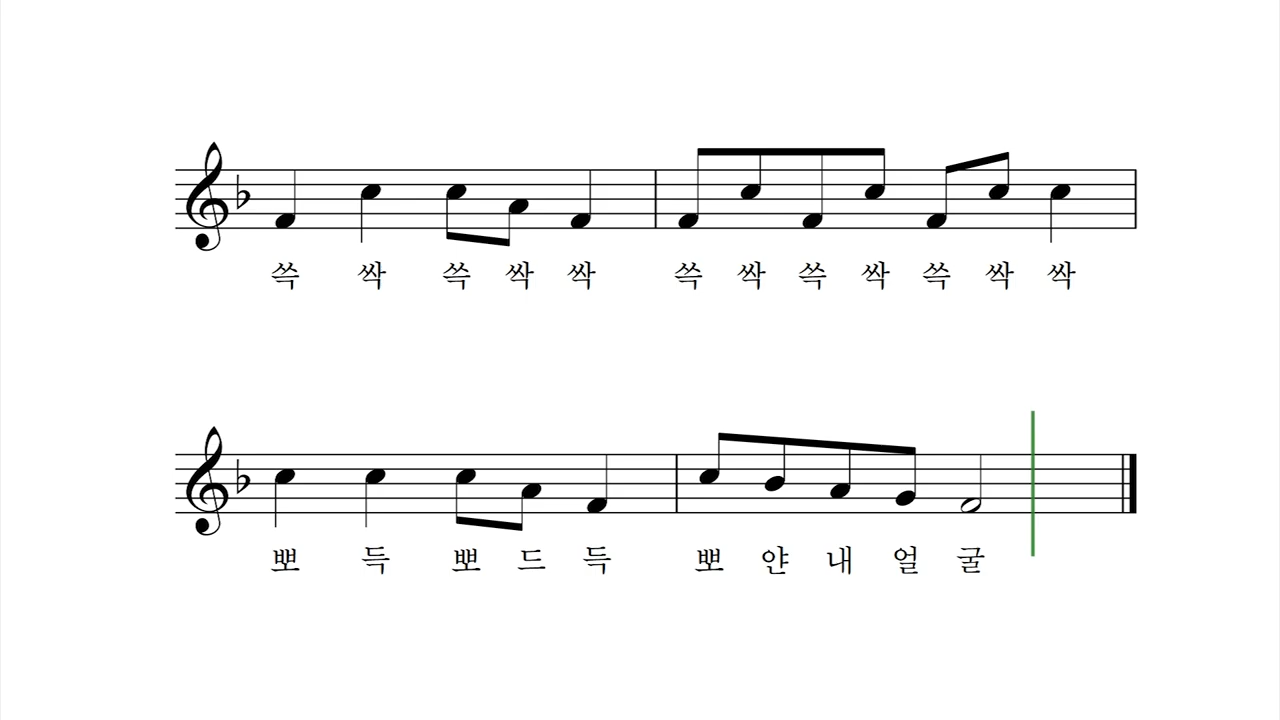 쓱 싹 쓱 싹 싹 쓱 싹 쓱 싹 쓱 싹 싹
뽀 득 뽀 드 득 뽀 얀 내 얼 굴